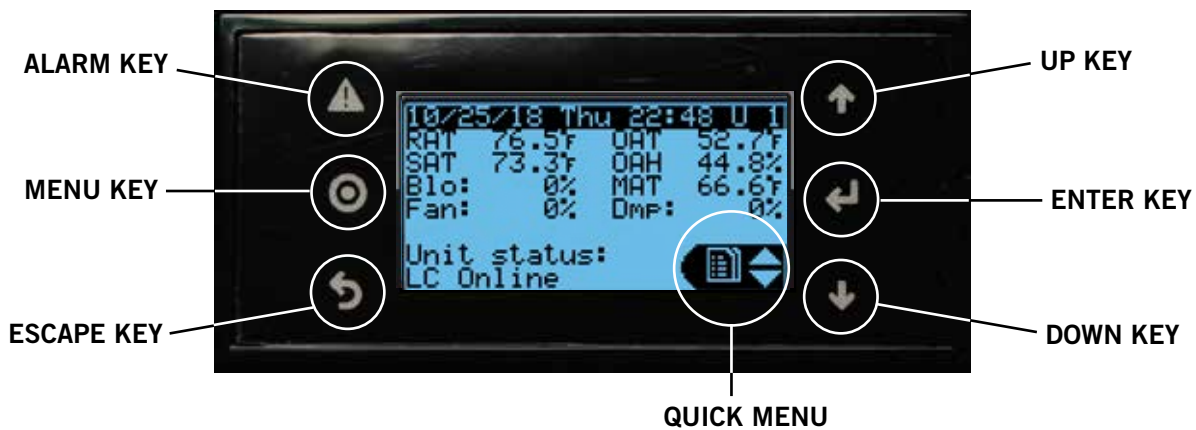 ALARM KEY
UP KEY
10/25/18 Thu 22:48 U 1
RAT 76.5°F OAT 52.7°F
SAT 73.3°F OAH 44.8%
MENU KEY
Blo: 0% MAT 66.6°F
ENTER KEY
Fan: 0% Dmp: 0%
Unit status:
LC Online
ESCAPE KEY
DOWN KEY
QUICK MENU